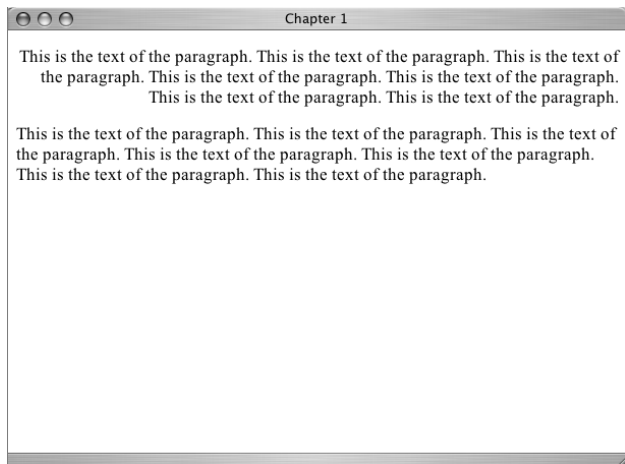 Chapter 1
This is the text of the paragraph. This is the text of the paragraph. This is the text of
the paragraph. This is the text of the paragraph. This is the text of the paragraph.
This is the text of the paragraph. This is the text of the paragraph.
This is the text of the paragraph. This is the text of the paragraph. This is the text of
the paragraph. This is the text of the paragraph. This is the text of the paragraph.
This is the text of the paragraph. This is the text of the paragraph.